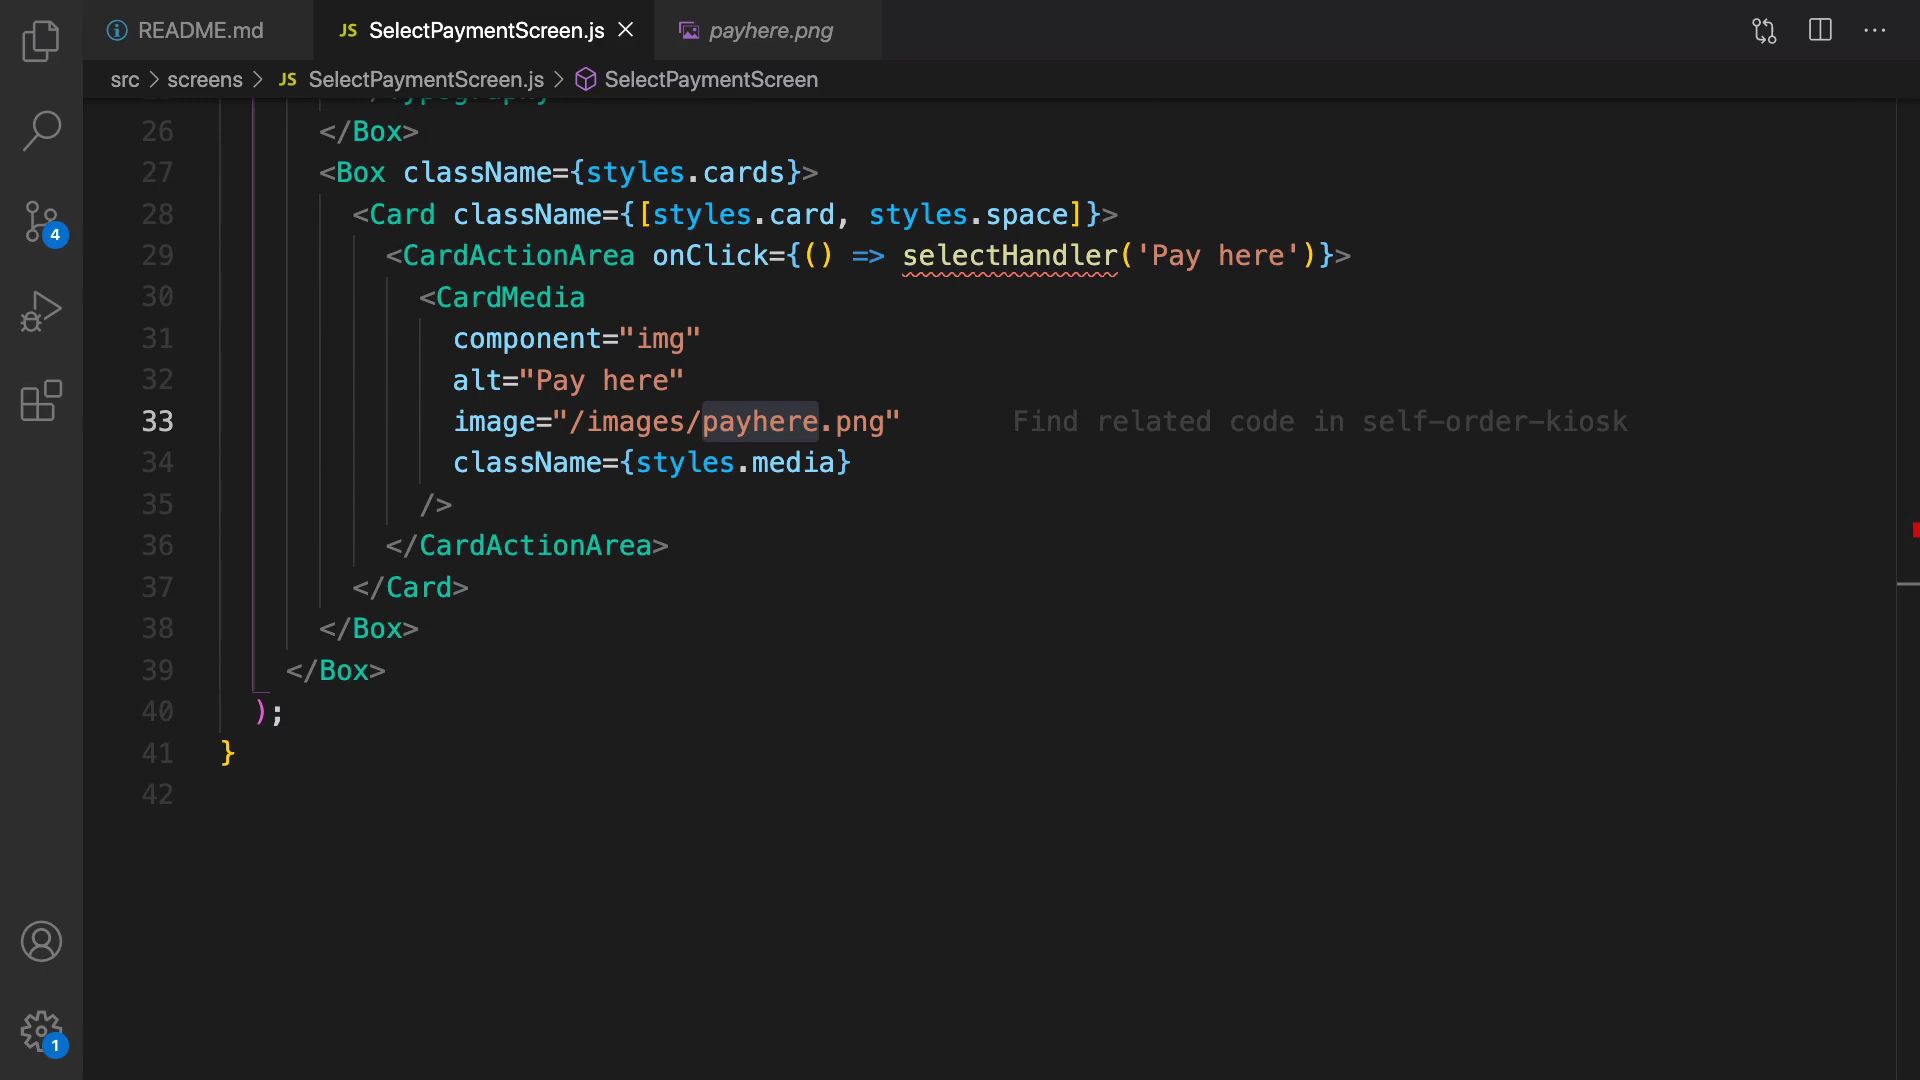 README.md
JS SelectPaymentScreen.js
payhere.png
src > screens > JS SelectPaymentScreen.js > SelectPaymentScreen
26 </Box>
27 <Box className={styles.cards}>
28 <Card className={[styles.card, styles.space]}>
29 <CardActionArea onClick={() => selectHandler('Pay here')}>
30 <CardMedia
31 component="img"
32 alt="Pay here"
33 image="/images/payhere.png" Find related code in self-order-kiosk
34 className={styles.media}
35 />
36 </CardActionArea>
37 </Card>
38 </Box>
39 </Box>
40 );
41 }
42
4
1